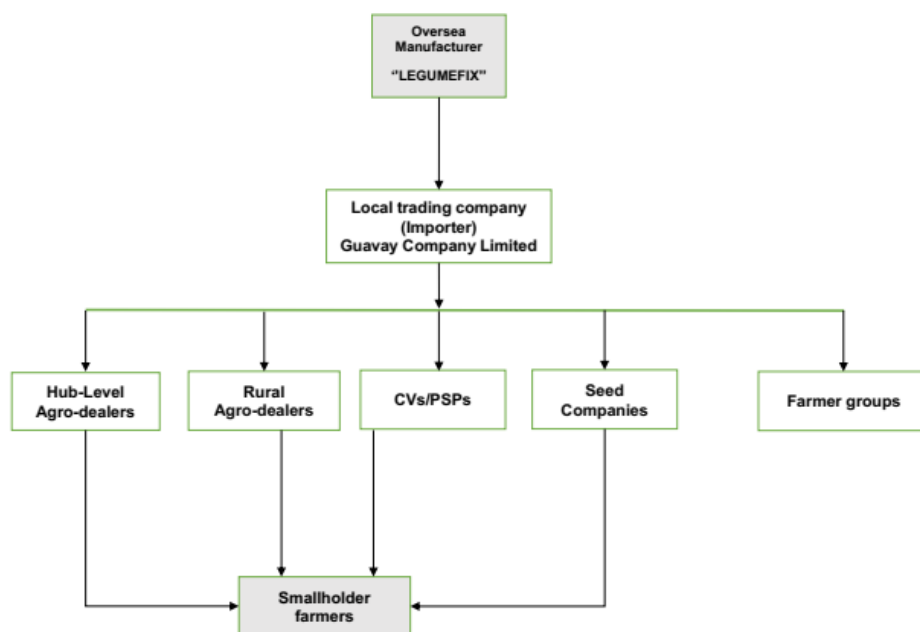 Oversea
Manufacturer
“LEGUMEFIX”
Local trading company
(Importer)
Guavay Company Limited
Hub-Level
Agro-dealers
Rural
Agro-dealers
CVs/PSPs
Seed
Companies
Farmer groups
Smallholder
farmers